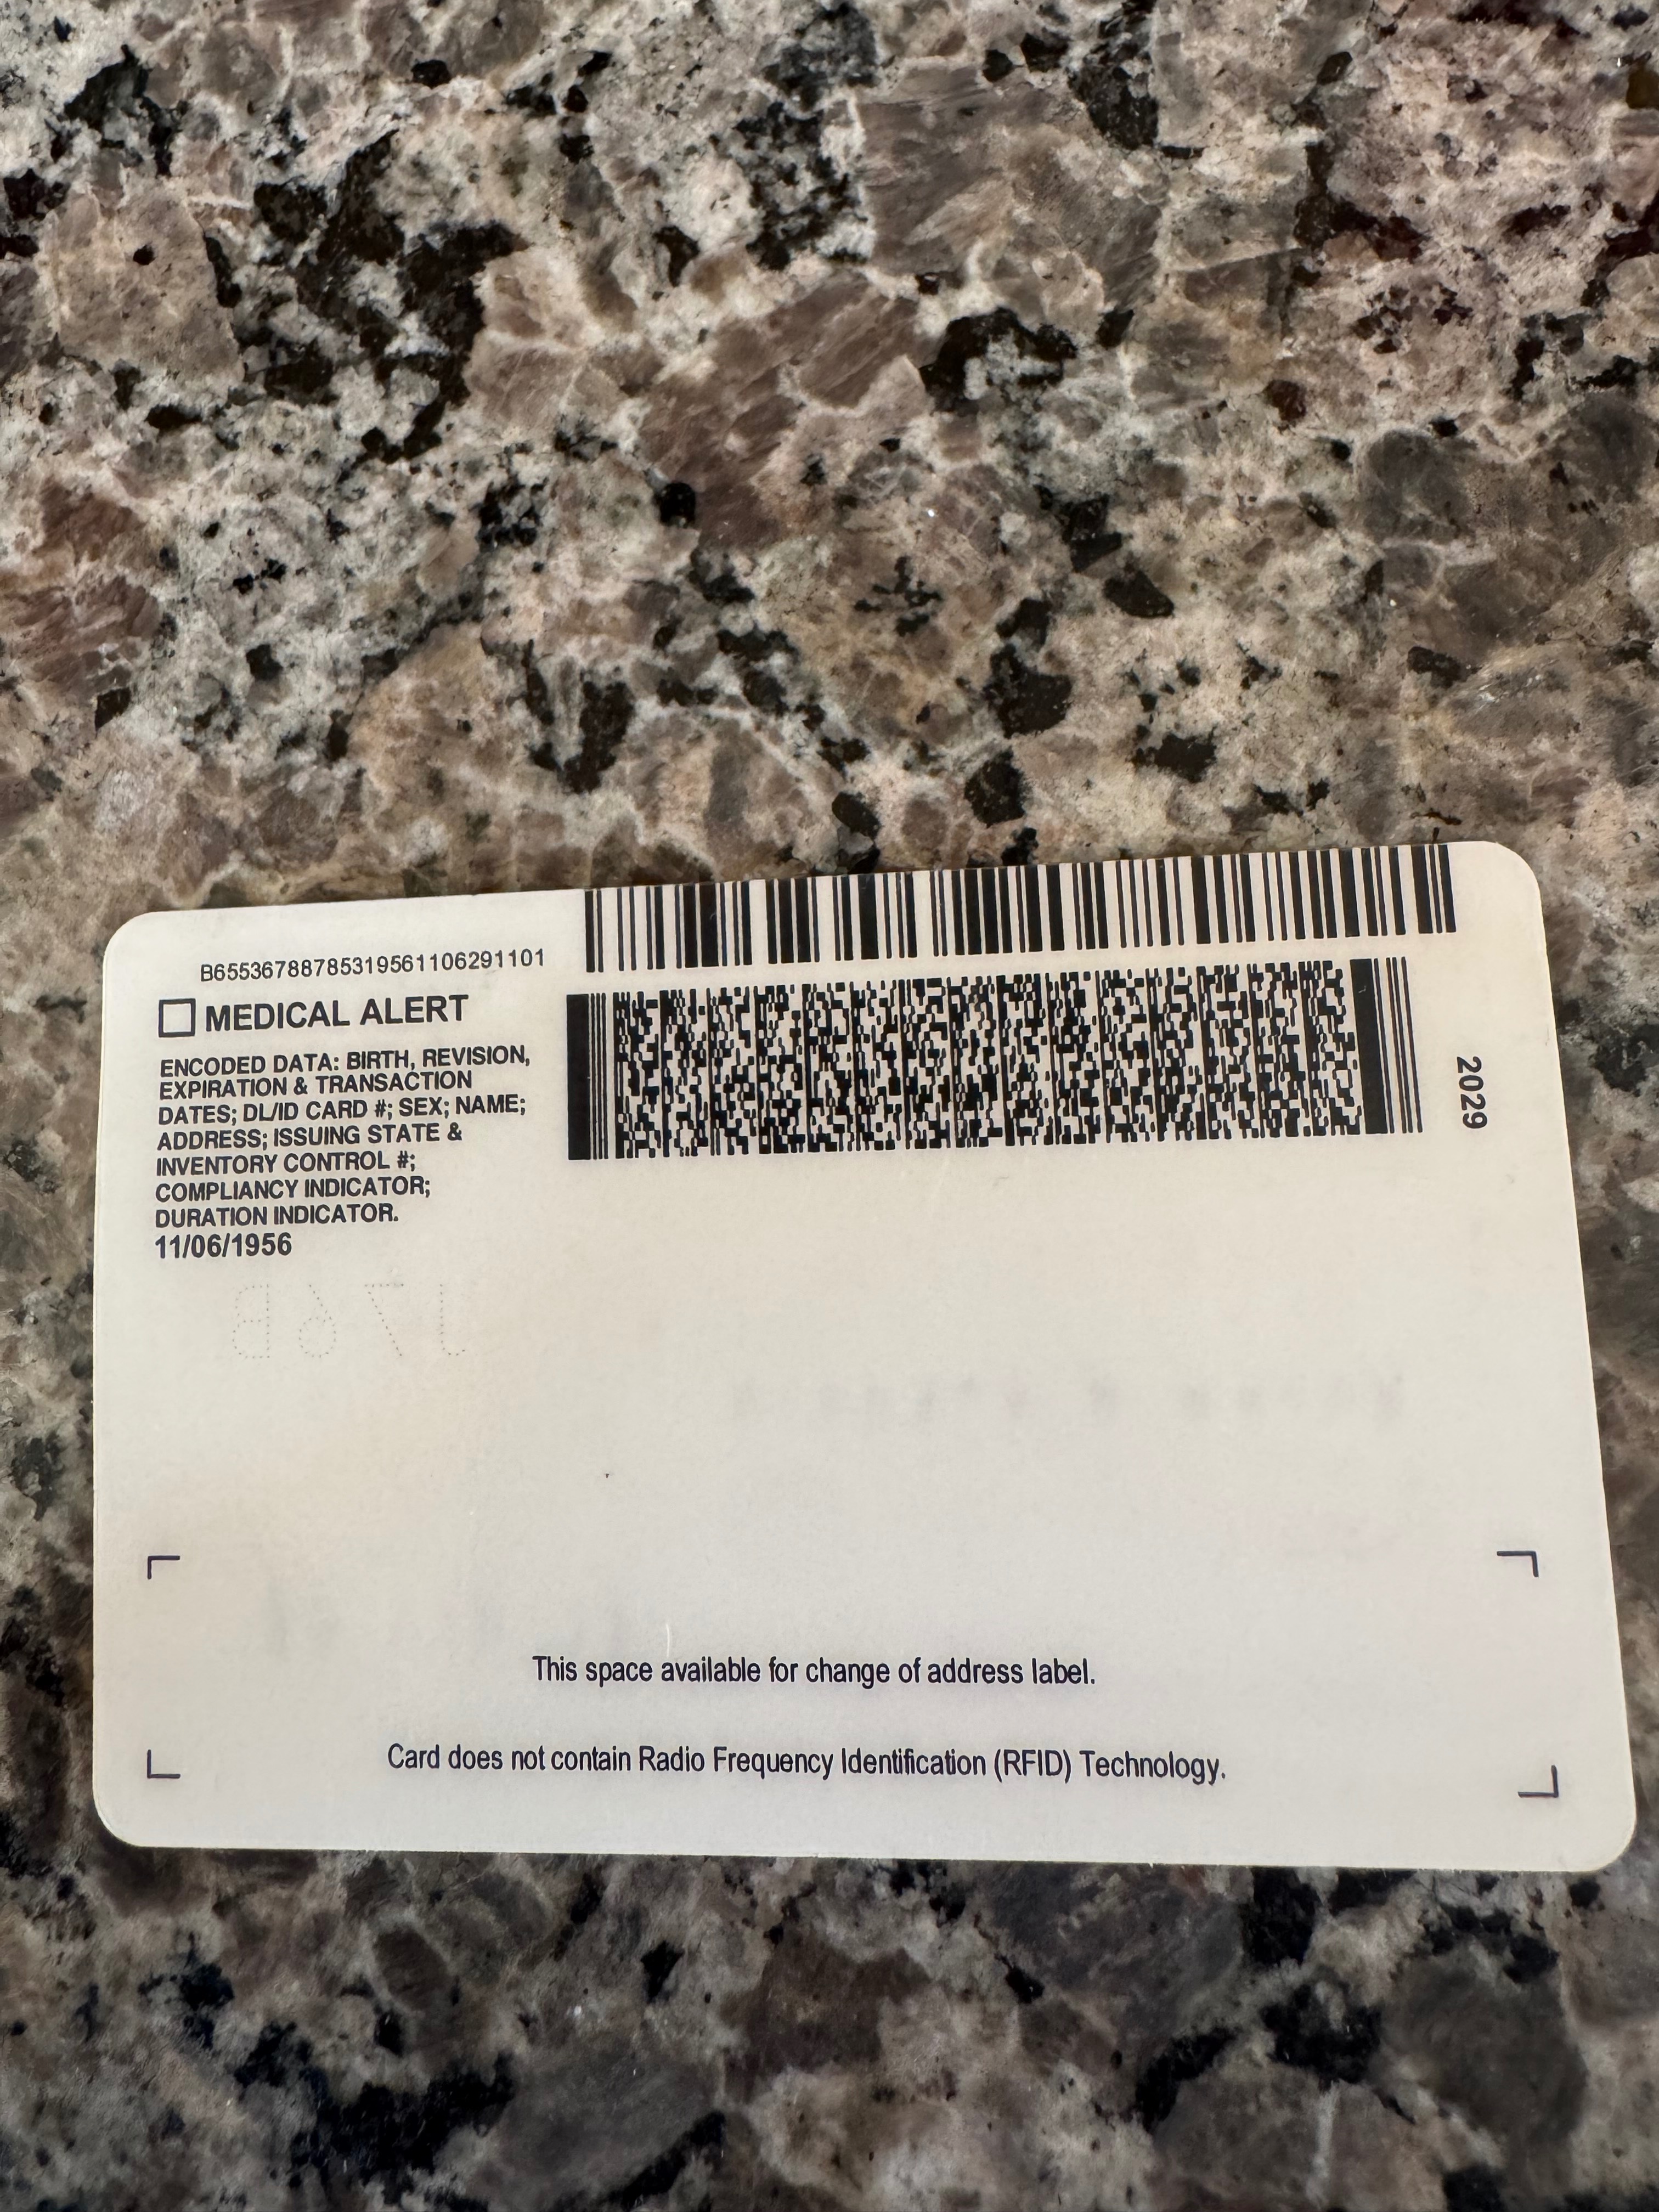 B655367887853195611062911​01
MEDICAL ALERT
ENCODED DATA: BIRTH, REVISION,
EXPIRATION & TRANSACTION
DATES; DL/ID CARD #; SEX; NAME;
ADDRESS; ISSUING STATE &
INVENTORY CONTROL #;
COMPLIANCY INDICATOR;
DURATION INDICATOR.
11/06/1956
2029
This space available for change of address label.
Card does not contain Radio Frequency Identification (RFID) Technology.